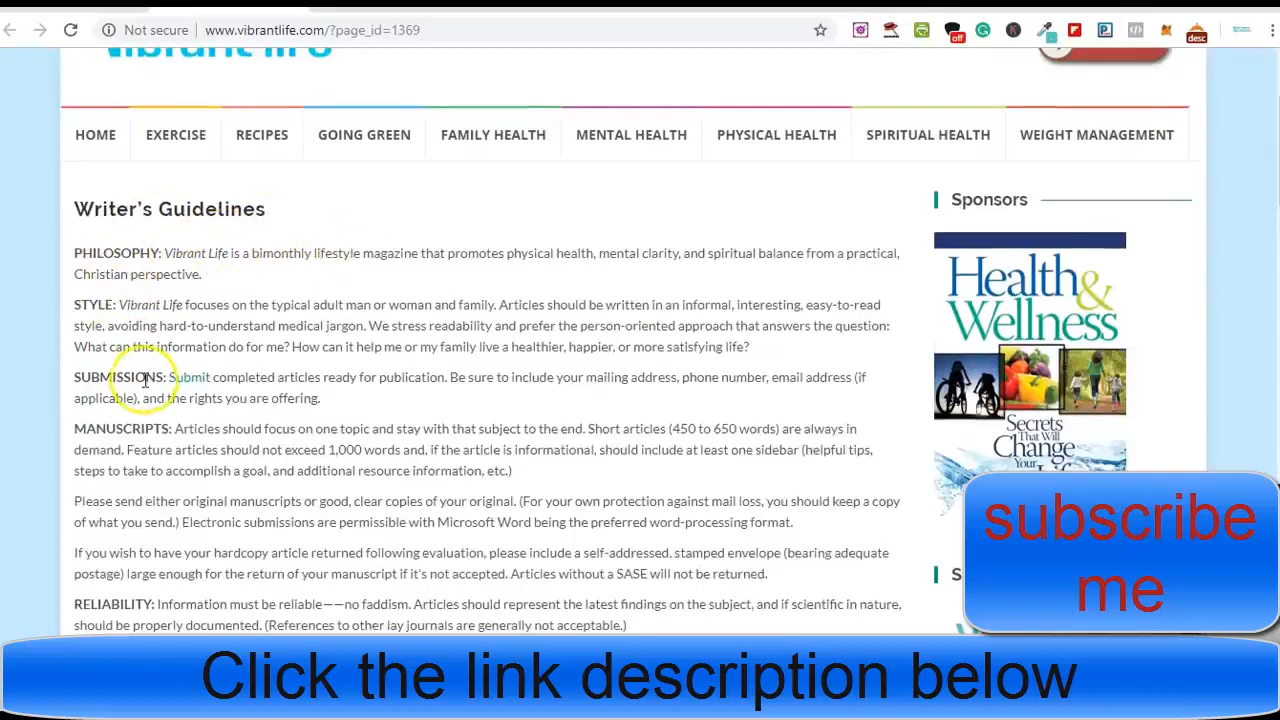 Not secure
www.vibrantlife.com/?page_id=1369
off
desc
vibrant life
HOME
EXERCISE
RECIPES
GOING GREEN
FAMILY HEALTH
MENTAL HEALTH
PHYSICAL HEALTH
SPIRITUAL HEALTH
WEIGHT MANAGEMENT
Writer's Guidelines
PHILOSOPHY: Vibrant Life is a bimonthly lifestyle magazine that promotes physical health, mental clarity, and spiritual balance from a practical,
Christian perspective.
STYLE: Vibrant Life focuses on the typical adult man or woman and family. Articles should be written in an informal, interesting, easy-to-read
style, avoiding hard-to-understand medical jargon. We stress readability and prefer the person-oriented approach that answers the question:
What can this information do for me? How can it help me or my family live a healthier, happier, or more satisfying life?
SUBMISSIONS: Submit completed articles ready for publication. Be sure to include your mailing address, phone number, email address (if
applicable), and the rights you are offering.
MANUSCRIPTS: Articles should focus on one topic and stay with that subject to the end. Short articles (450 to 650 words) are always in
demand. Feature articles should not exceed 1,000 words and, if the article is informational, should include at least one sidebar (helpful tips,
steps to take to accomplish a goal, and additional resource information, etc.)
Please send either original manuscripts or good, clear copies of your original. (For your own protection against mail loss, you should keep a copy
of what you send.) Electronic submissions are permissible with Microsoft Word being the preferred word-processing format.
If you wish to have your hardcopy article returned following evaluation, please include a self-addressed. stamped envelope (bearing adequate
postage) large enough for the return of your manuscript if it's not accepted. Articles without a SASE will not be returned.
RELIABILITY: Information must be reliable——no faddism. Articles should represent the latest findings on the subject, and if scientific in nature,
should be properly documented. (References to other lay journals are generally not acceptable.)
Sponsors
Health
&
Wellness
Secrets
That Will
Change
Your
subscribe
me
Click the link description below